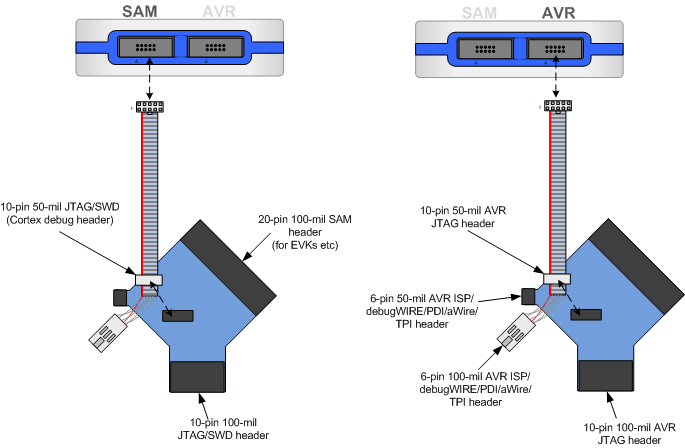 SAM AVR
SAM AVR
10-pin 50-mil JTAG/SWD
(Cortex debug header)
20-pin 100-mil SAM
header
(for EVKs etc)
10-pin 100-mil
JTAG/SWD header
10-pin 50-mil AVR
JTAG header
6-pin 50-mil AVR ISP/
debugWIRE/PDI/aWire/
TPI header
6-pin 100-mil AVR ISP/
debugWIRE/PDI/aWire/
TPI header
10-pin 100-mil AVR
JTAG header